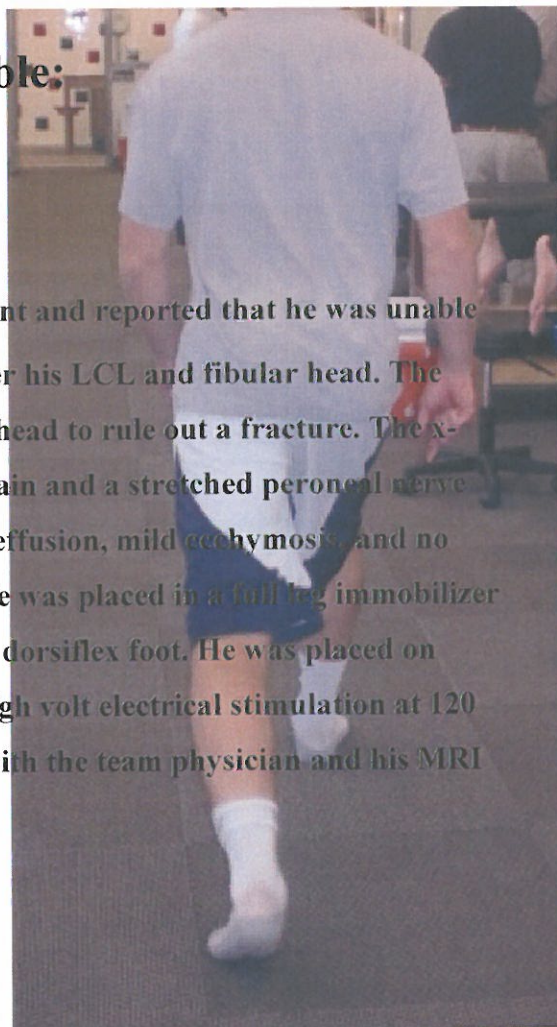 ble:
nt and reported that he was unable
r his LCL and fibular head. The
head to rule out a fracture. The x-
ain and a stretched peroneal nerve
effusion, mild ecchymosis, and no
e was placed in a full leg immobilizer
dorsiflex foot. He was placed on
gh volt electrical stimulation at 120
ith the team physician and his MRI